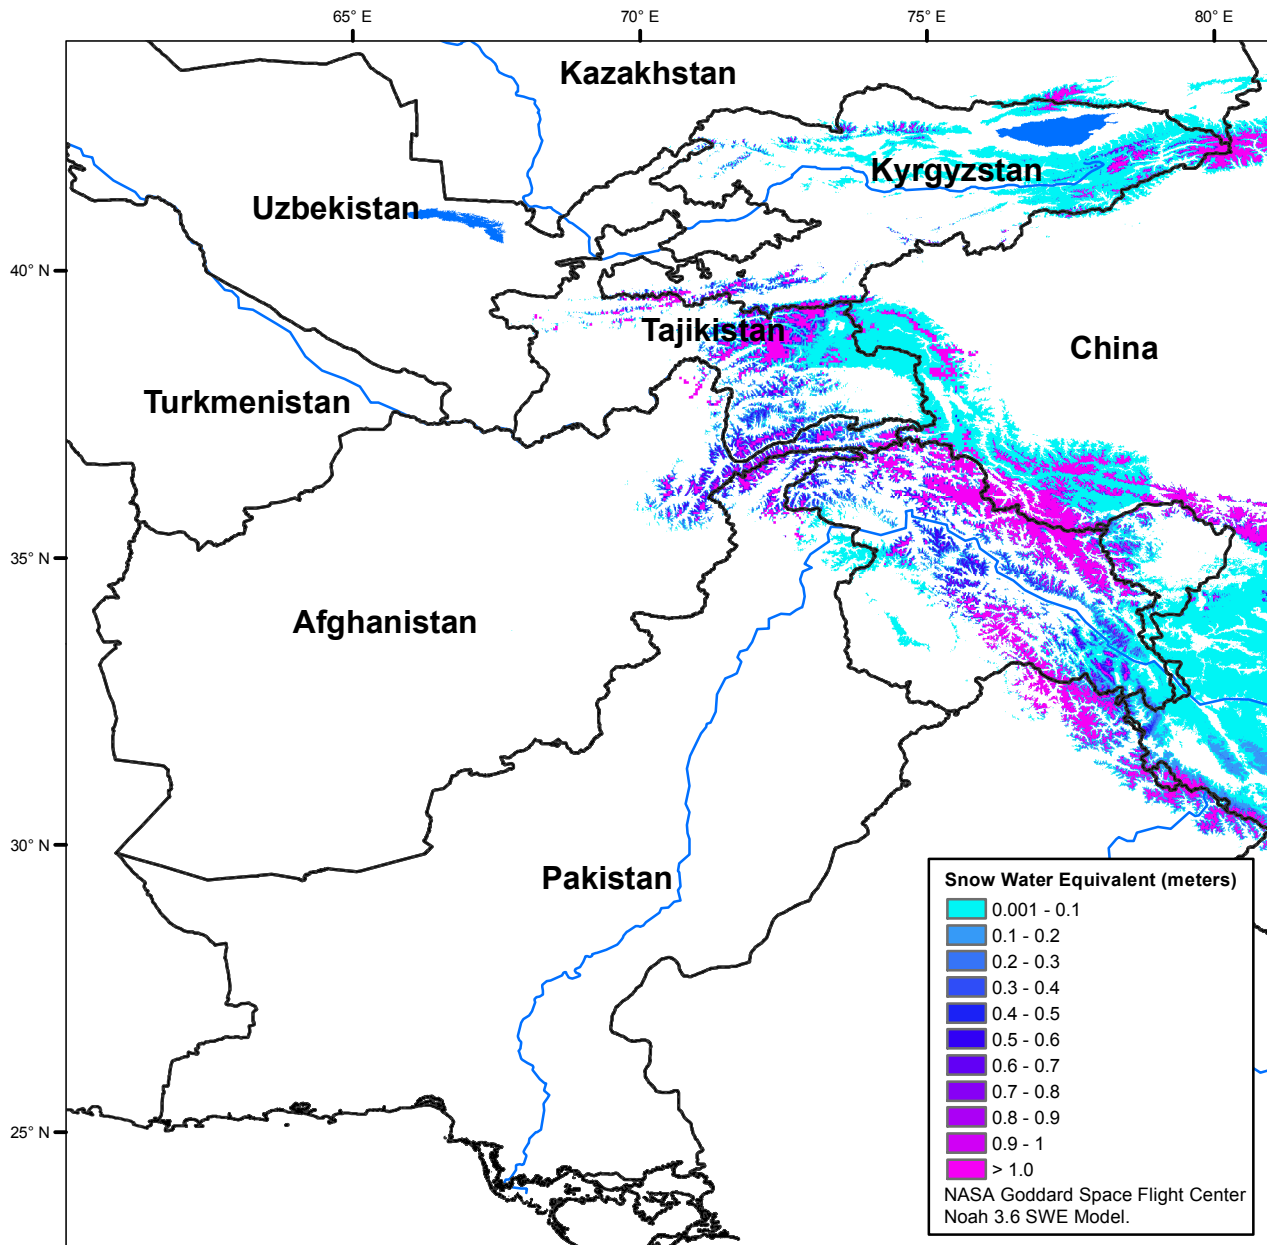 65° E
70° E
75° E
80° E
Kazakhstan
Kyrgyzstan
Uzbekistan
40° N
Tajikistan
China
Turkmenistan
35° N
Afghanistan
30° N
Pakistan
25° N
Snow Water Equivalent (meters)
0.001 - 0.1
0.1 - 0.2
0.2 - 0.3
0.3 - 0.4
0.4 - 0.5
0.5 - 0.6
0.6 - 0.7
0.7 - 0.8
0.8 - 0.9
0.9 - 1
> 1.0
NASA Goddard Space Flight Center
Noah 3.6 SWE Model.